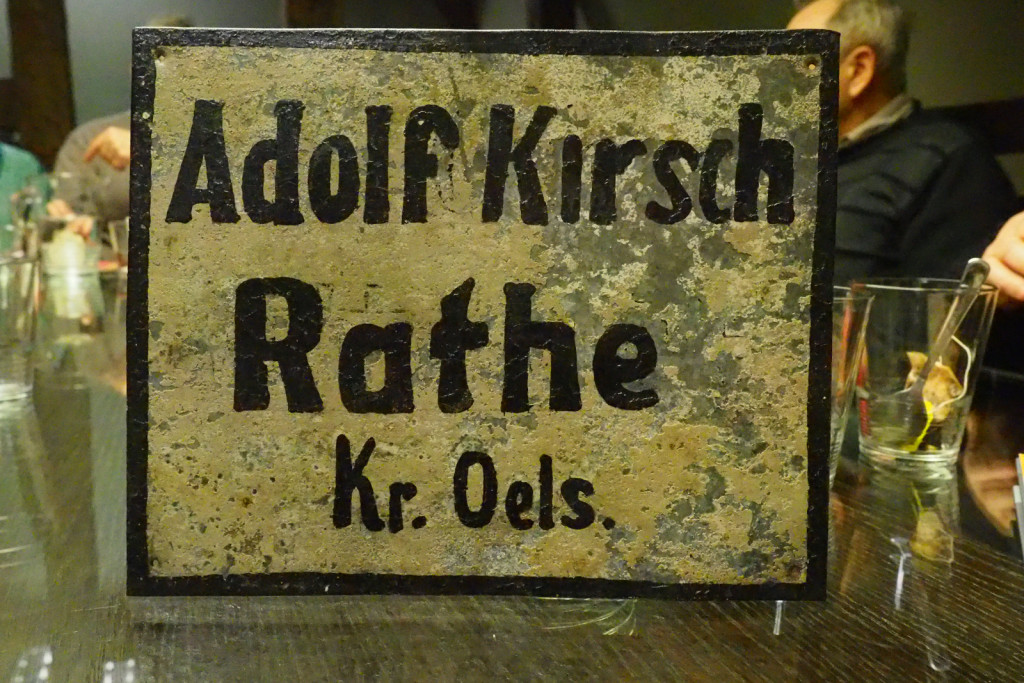 Adolf Kirsch
Rathe
Kr. Oels.